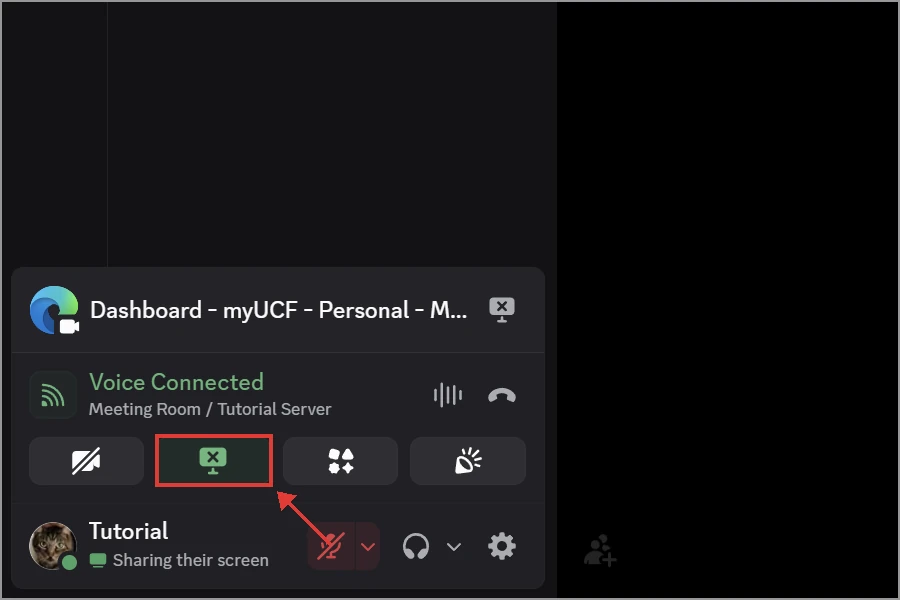 Dashboard - myUCF - Personal - M...
Voice Connected
Meeting Room / Tutorial Server
Tutorial
Sharing their screen